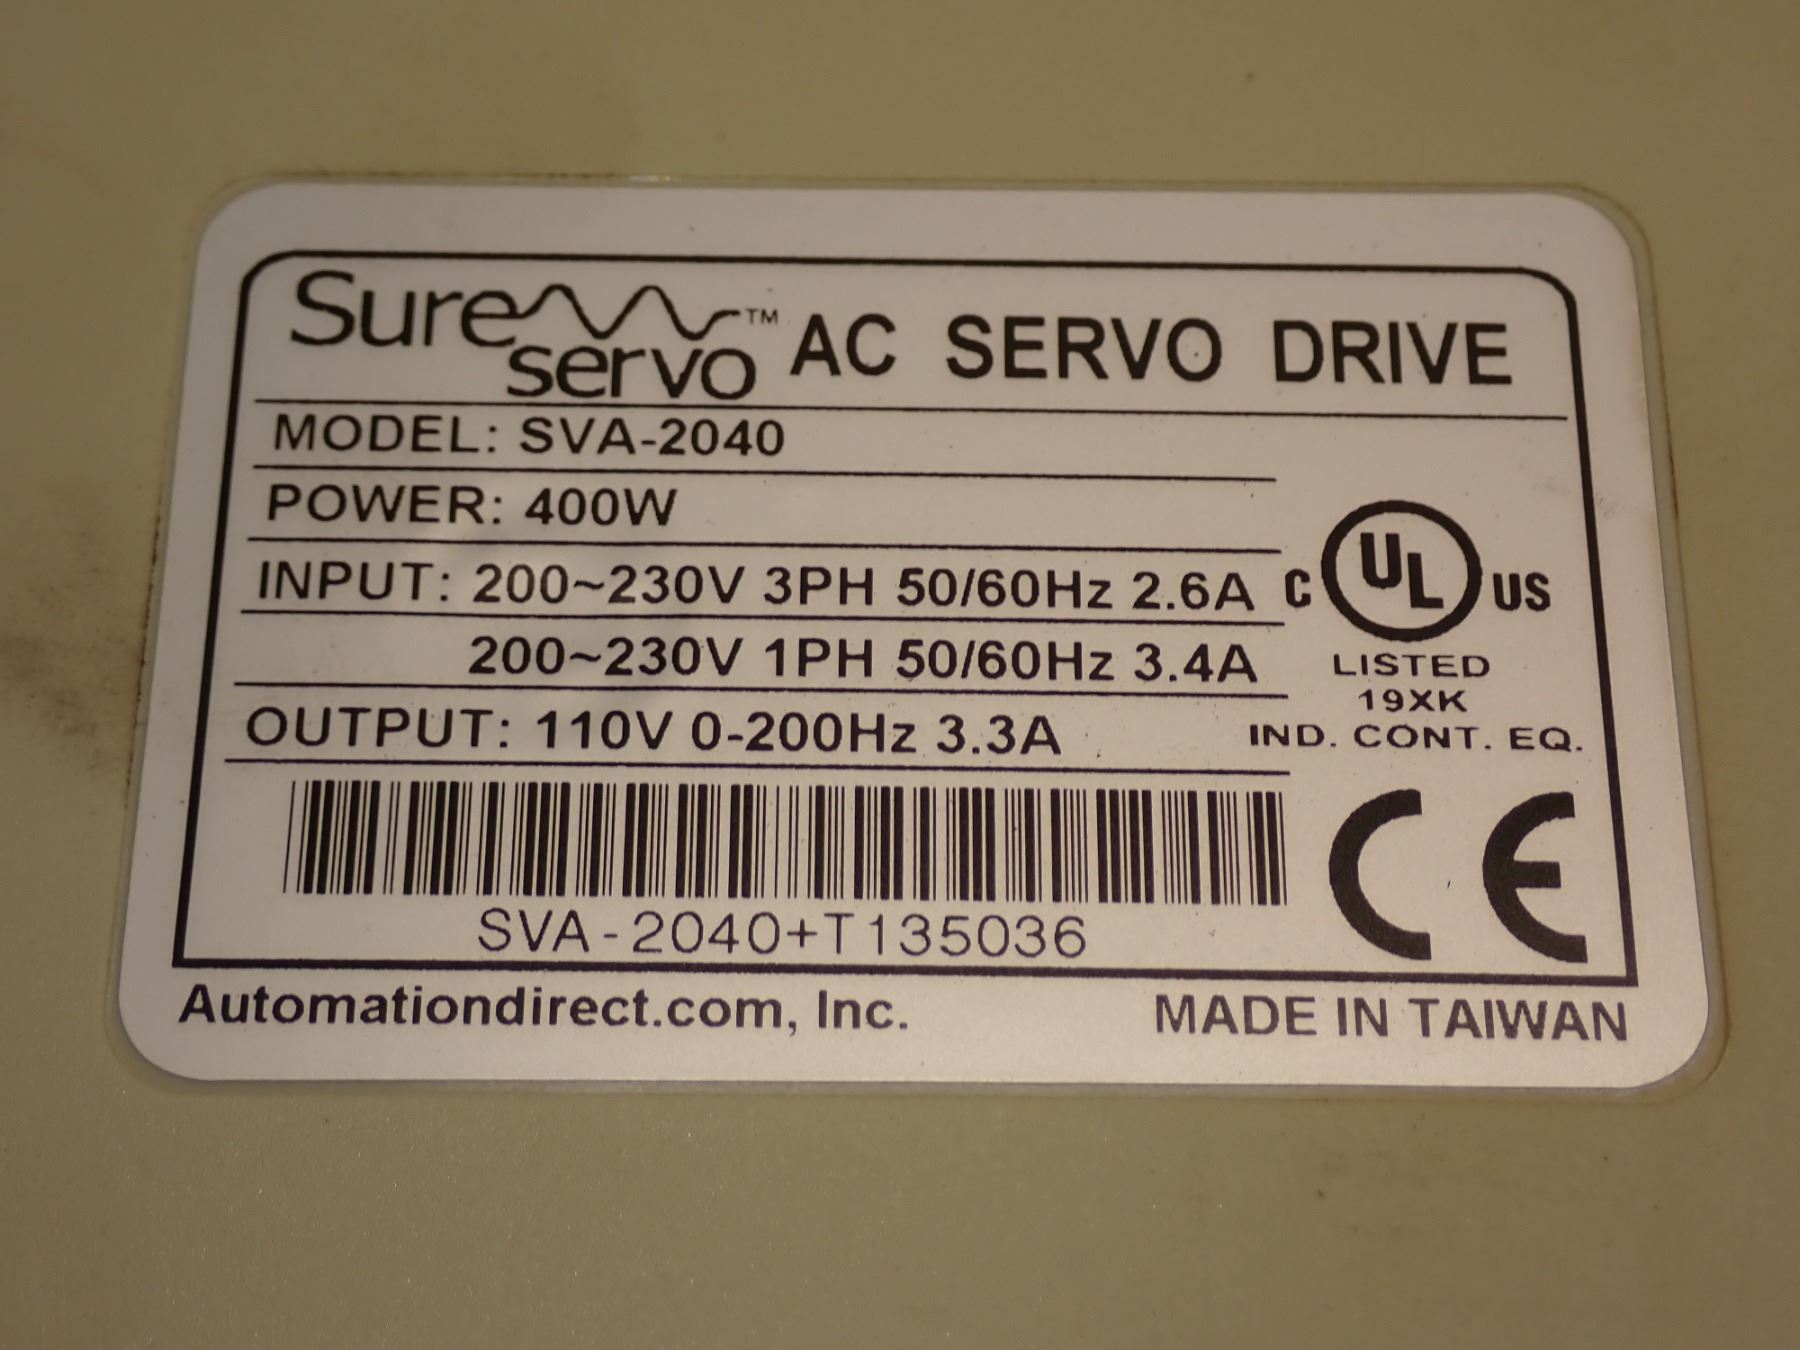 Sure servo™ AC SERVO DRIVE
MODEL: SVA-2040
POWER: 400W
INPUT: 200~230V 3PH 50/60Hz 2.6A
200~230V 1PH 50/60Hz 3.4A
OUTPUT: 110V 0-200Hz 3.3A
C UL US
LISTED
19XK
IND. CONT. EQ.
SVA-2040+T135036
CE
Automationdirect.com, Inc.
MADE IN TAIWAN